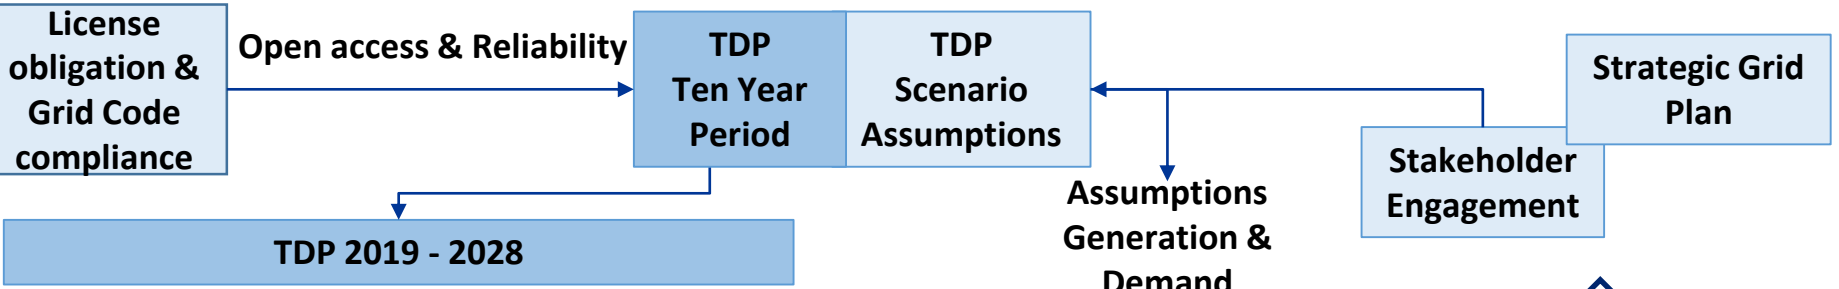 License
obligation &
Grid Code
compliance
Open access & Reliability
TDP
Ten Year
Period
TDP
Scenario
Assumptions
Strategic Grid
Plan
Stakeholder
Engagement
Assumptions
Generation &
Demand
TDP 2019 - 2028